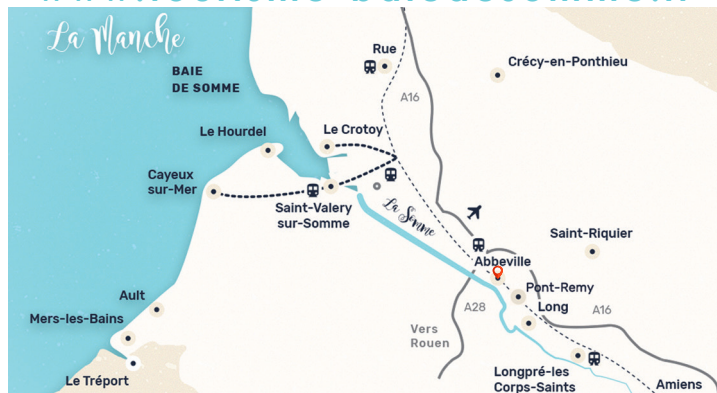 La Manche
Rue
Crécy-en-Ponthieu
BAIE
DE SOMME
A16
Le Hourdel
Le Crotoy
Cayeux
sur-Mer
Saint-Valery
sur-Somme
La Somme
Saint-Riquier
Abbeville
Pont-Remy
Ault
A28
Long
A16
Mers-les-Bains
Vers
Rouen
Le Tréport
Longpré-les
Corps-Saints
Amiens